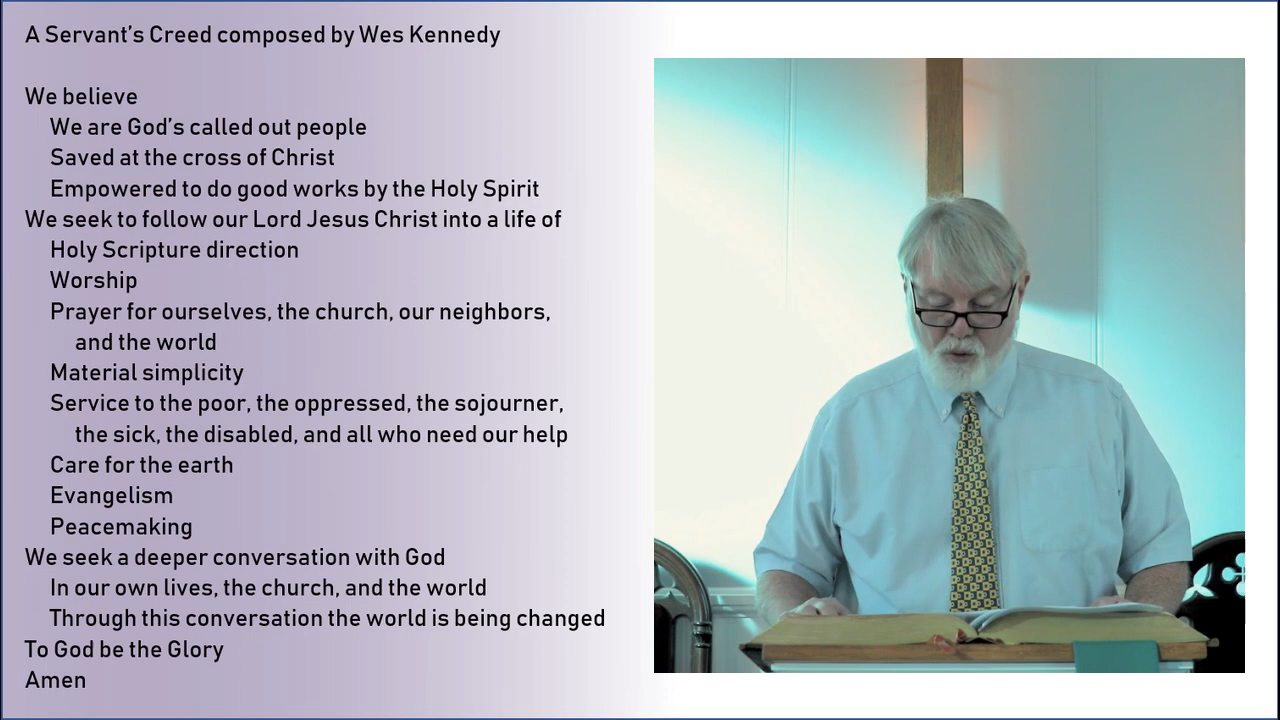 A Servant's Creed composed by Wes Kennedy
We believe
We are God's called out people
Saved at the cross of Christ
Empowered to do good works by the Holy Spirit
We seek to follow our Lord Jesus Christ into a life of
Holy Scripture direction
Worship
Prayer for ourselves, the church, our neighbors,
and the world
Material simplicity
Service to the poor, the oppressed, the sojourner,
the sick, the disabled, and all who need our help
Care for the earth
Evangelism
Peacemaking
We seek a deeper conversation with God
In our own lives, the church, and the world
Through this conversation the world is being changed
To God be the Glory
Amen